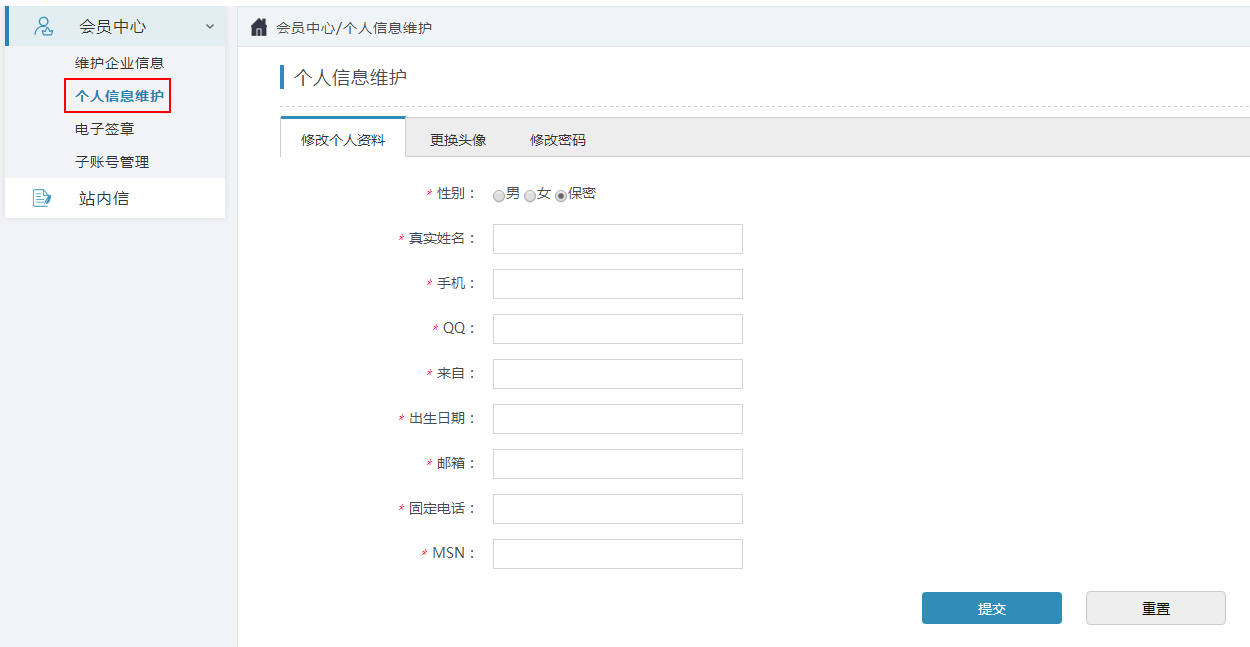 会员中心
维护企业信息
个人信息维护
电子签章
子账号管理
站内信
会员中心/个人信息维护
个人信息维护
修改个人资料 更换头像 修改密码
* 性别： 男 女 保密
* 真实姓名：
* 手机：
* QQ：
* 来自：
* 出生日期：
* 邮箱：
* 固定电话：
* MSN：
提交 重置